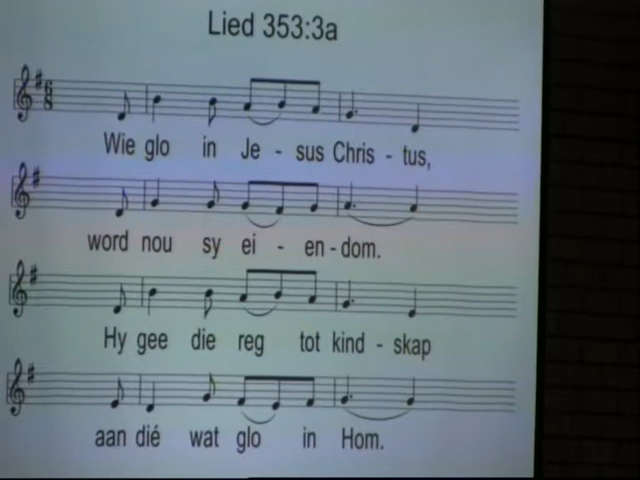 Lied 353:3a
Wie glo in Je - sus Chris - tus,
word nou sy ei - en - dom.
Hy gee die reg tot kind - skap
aan dié wat glo in Hom.